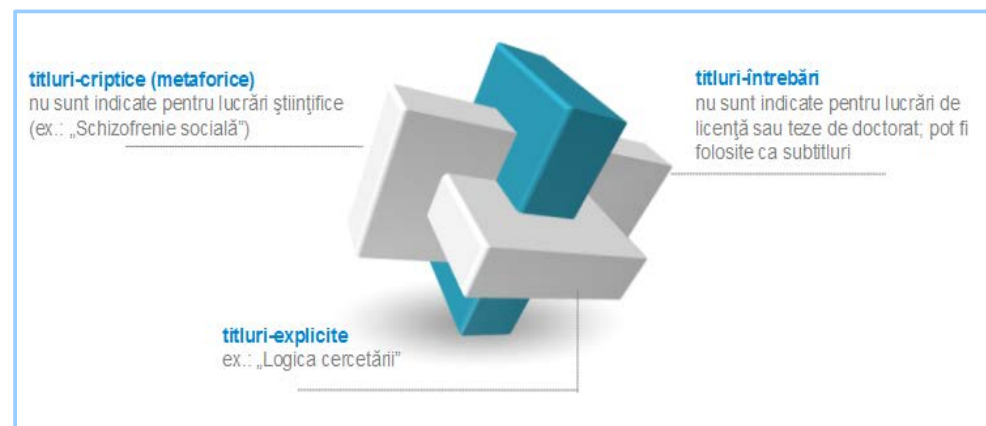 titluri-criptice (metaforice)
nu sunt indicate pentru lucrări ştiinţifice
(ex.: „Schizofrenie socială”)
titluri-întrebări
nu sunt indicate pentru lucrări de
licenţă sau teze de doctorat; pot fi
folosite ca subtitluri
titluri-explicite
ex.: „Logica cercetării”